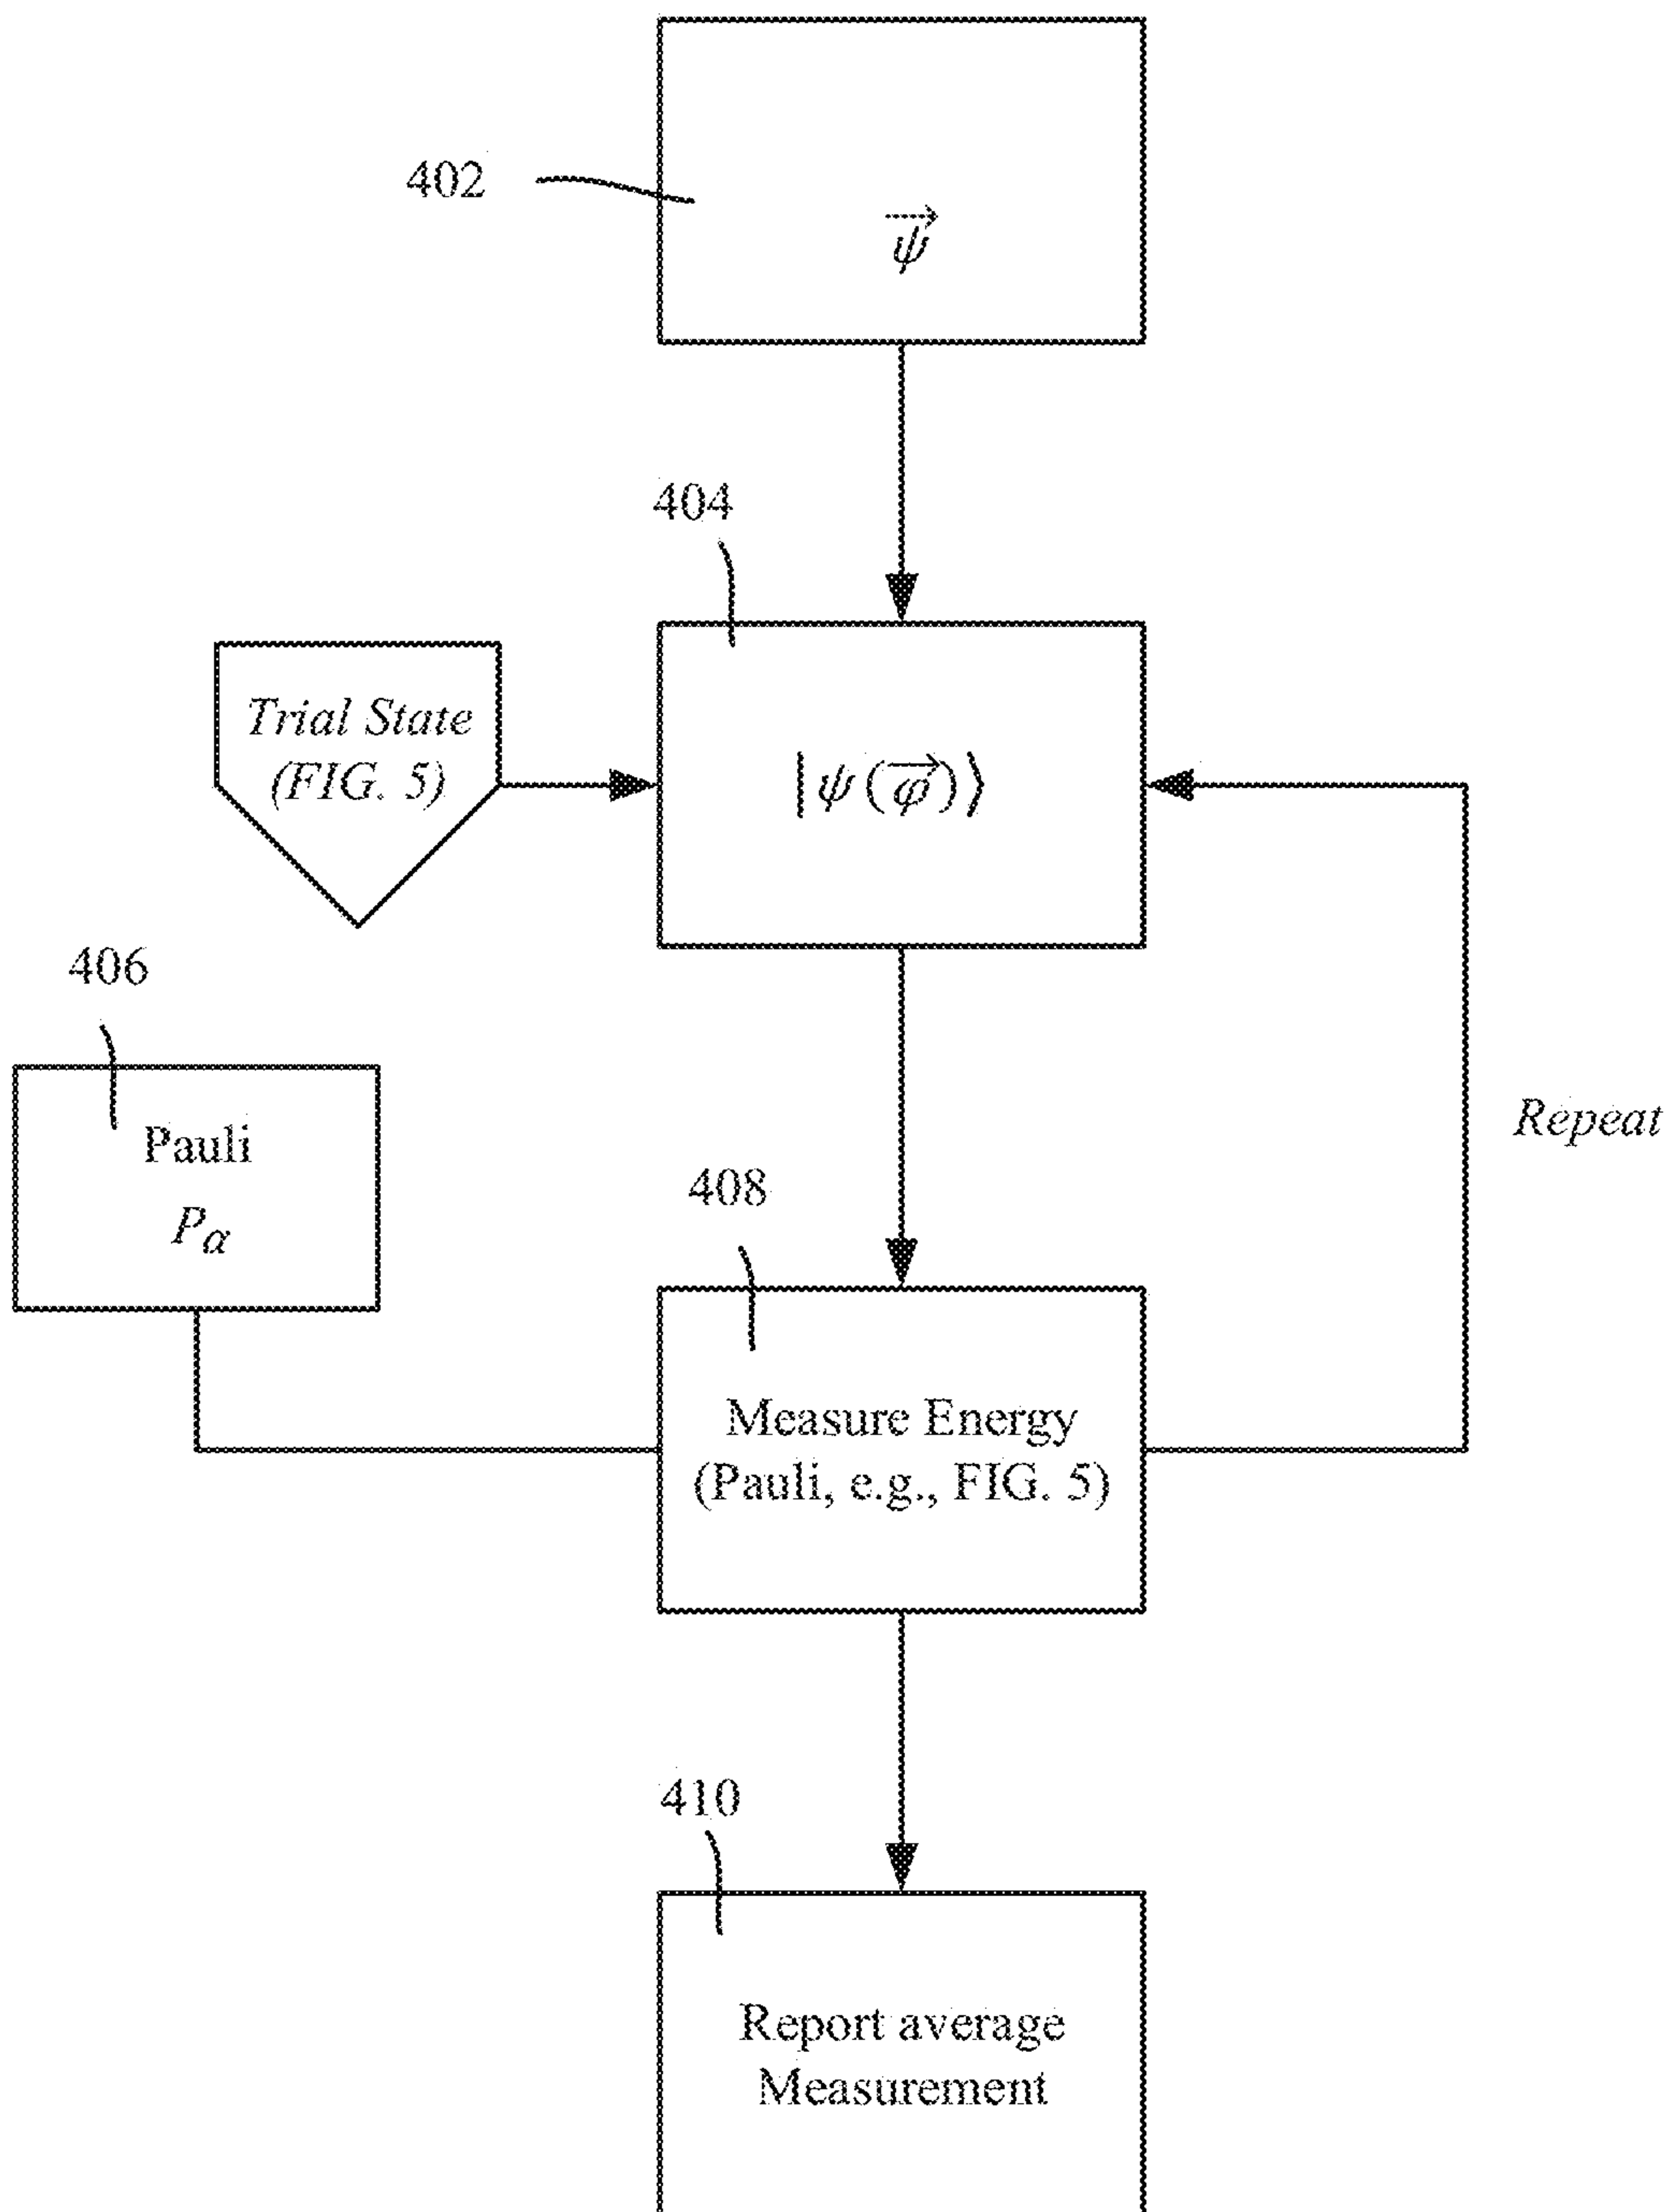 402
ψ⃗
404
Trial State
(FIG. 5)
|ψ(φ⃗)⟩
406
Pauli
Pα
Repeat
408
Measure Energy
(Pauli, e.g., FIG. 5)
410
Report average
Measurement